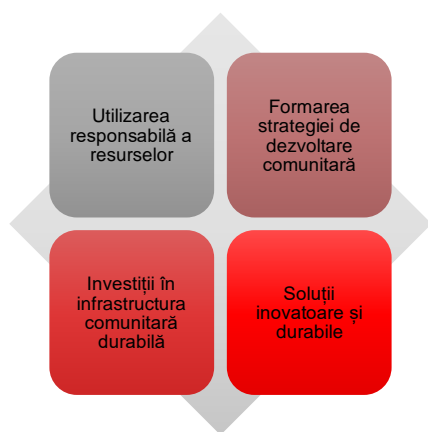 Utilizarea
responsabilă a
resurselor
Formarea
strategiei de
dezvoltare
comunitară
Investiții în
infrastructura
comunitară
durabilă
Soluții
inovatoare și
durabile